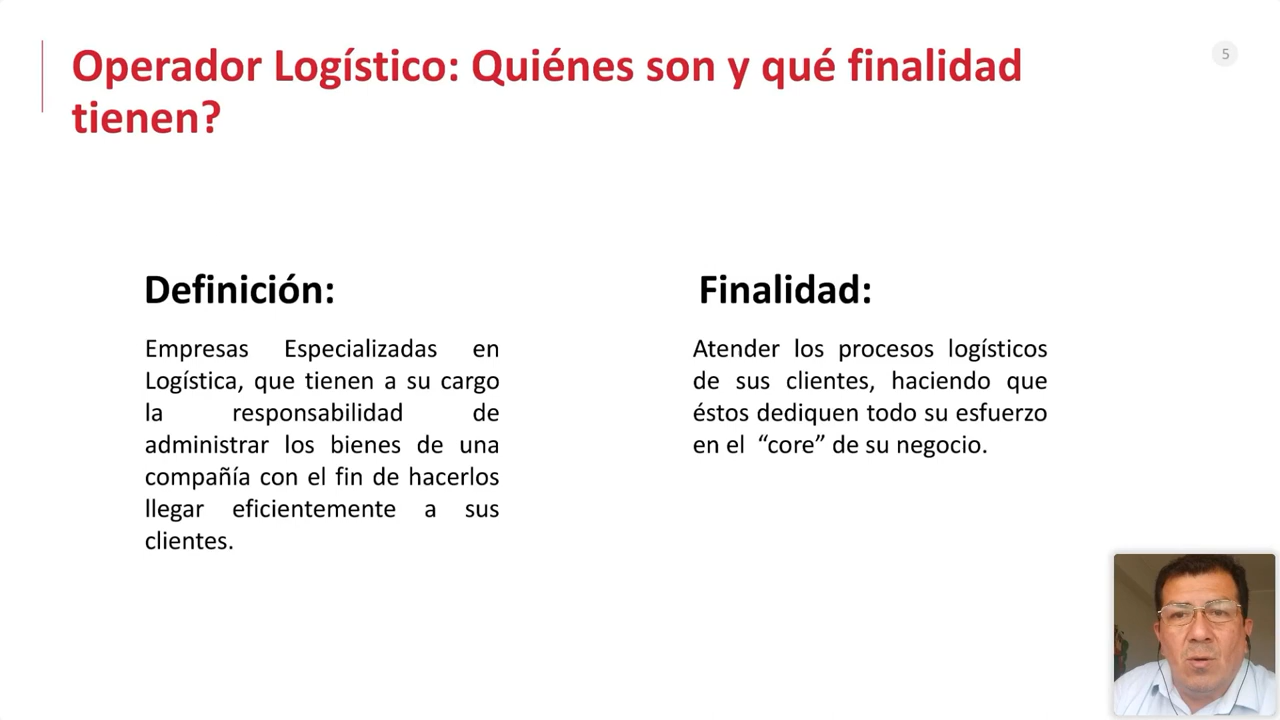 Operador Logístico: Quiénes son y qué finalidad
tienen?
5
Definición:
Empresas Especializadas en
Logística, que tienen a su cargo
la responsabilidad de
administrar los bienes de una
compañía con el fin de hacerlos
llegar eficientemente a sus
clientes.
Finalidad:
Atender los procesos logísticos
de sus clientes, haciendo que
éstos dediquen todo su esfuerzo
en el “core” de su negocio.